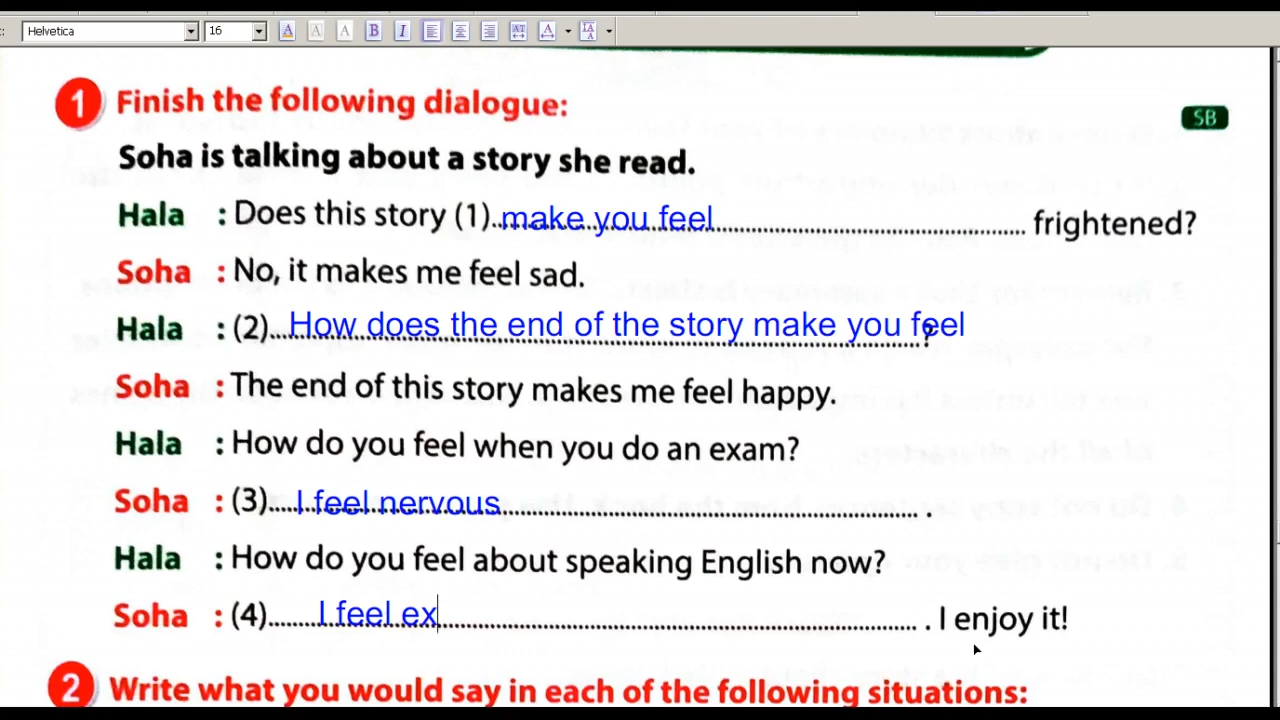 Helvetica 16
1 Finish the following dialogue:
SB
Soha is talking about a story she read.
Hala : Does this story (1) make you feel frightened?
Soha : No, it makes me feel sad.
Hala : (2) How does the end of the story make you feel ?
Soha : The end of this story makes me feel happy.
Hala : How do you feel when you do an exam?
Soha : (3) I feel nervous .
Hala : How do you feel about speaking English now?
Soha : (4) I feel ex . I enjoy it!
2 Write what you would say in each of the following situations: